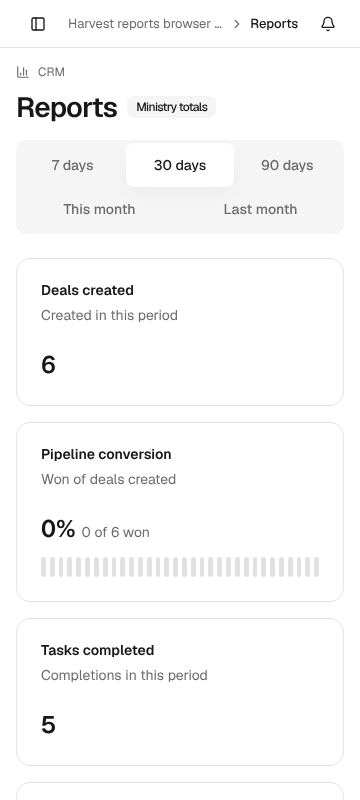 Harvest reports browser ... > Reports
CRM
Reports Ministry totals
7 days 30 days 90 days
This month Last month
Deals created
Created in this period
6
Pipeline conversion
Won of deals created
0% 0 of 6 won
Tasks completed
Completions in this period
5